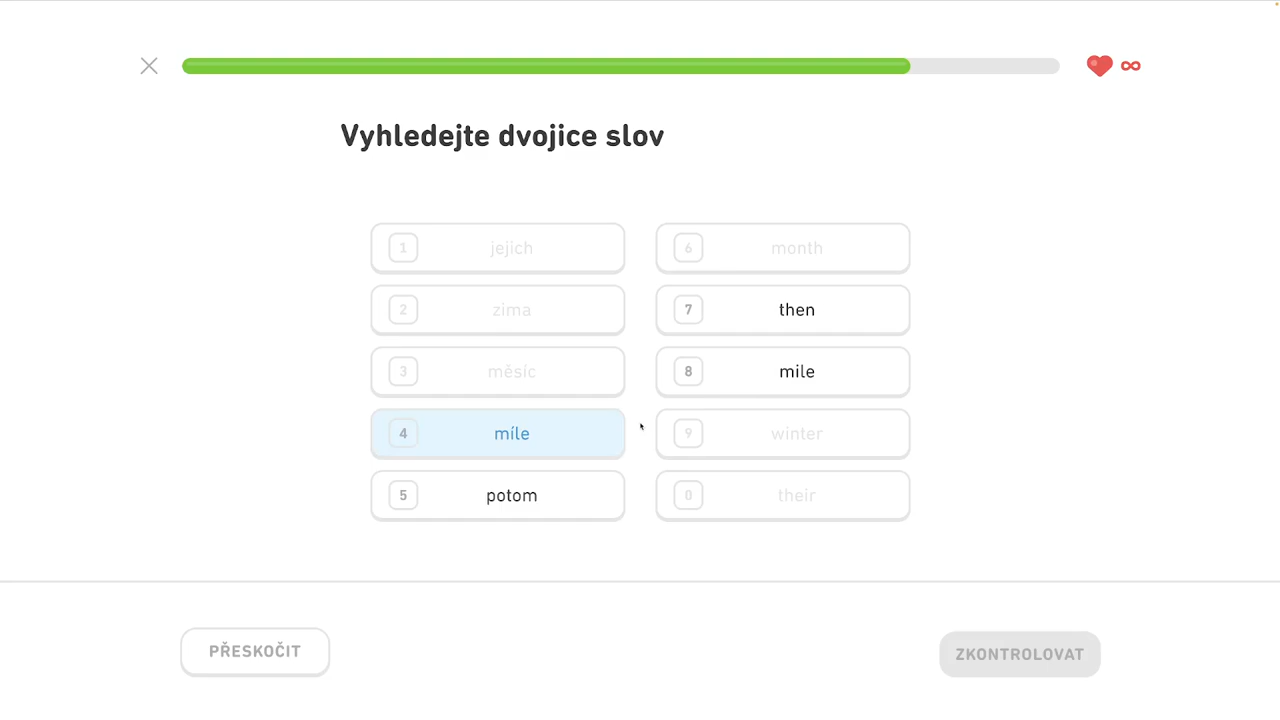 ∞
Vyhledejte dvojice slov
1 jejich 6 month
2 zima 7 then
3 měsíc 8 mile
4 míle 9 winter
5 potom 0 their
PŘESKOČIT ZKONTROLOVAT